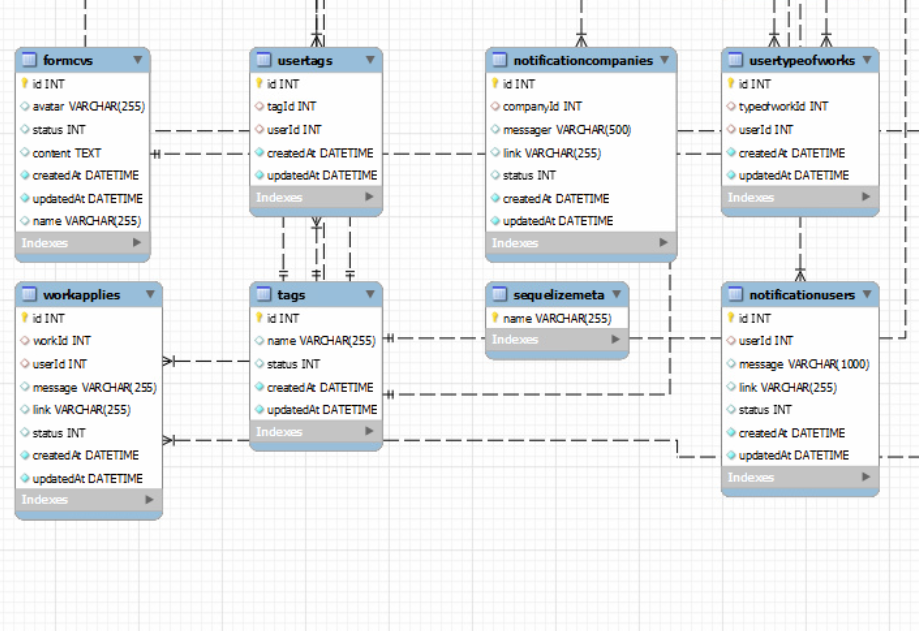 formcvs
id INT
avatar VARCHAR(255)
status INT
content TEXT
createdAt DATETIME
updatedAt DATETIME
name VARCHAR(255)
Indexes
usertags
id INT
tagId INT
userId INT
createdAt DATETIME
updatedAt DATETIME
Indexes
notificationcompanies
id INT
companyId INT
messager VARCHAR(500)
link VARCHAR(255)
status INT
createdAt DATETIME
updatedAt DATETIME
Indexes
usertypeofworks
id INT
typeofworkId INT
userId INT
createdAt DATETIME
updatedAt DATETIME
Indexes
workapplies
id INT
workId INT
userId INT
message VARCHAR(255)
link VARCHAR(255)
status INT
createdAt DATETIME
updatedAt DATETIME
Indexes
tags
id INT
name VARCHAR(255)
status INT
createdAt DATETIME
updatedAt DATETIME
Indexes
sequelizemeta
name VARCHAR(255)
Indexes
notificationusers
id INT
userId INT
message VARCHAR(1000)
link VARCHAR(255)
status INT
createdAt DATETIME
updatedAt DATETIME
Indexes